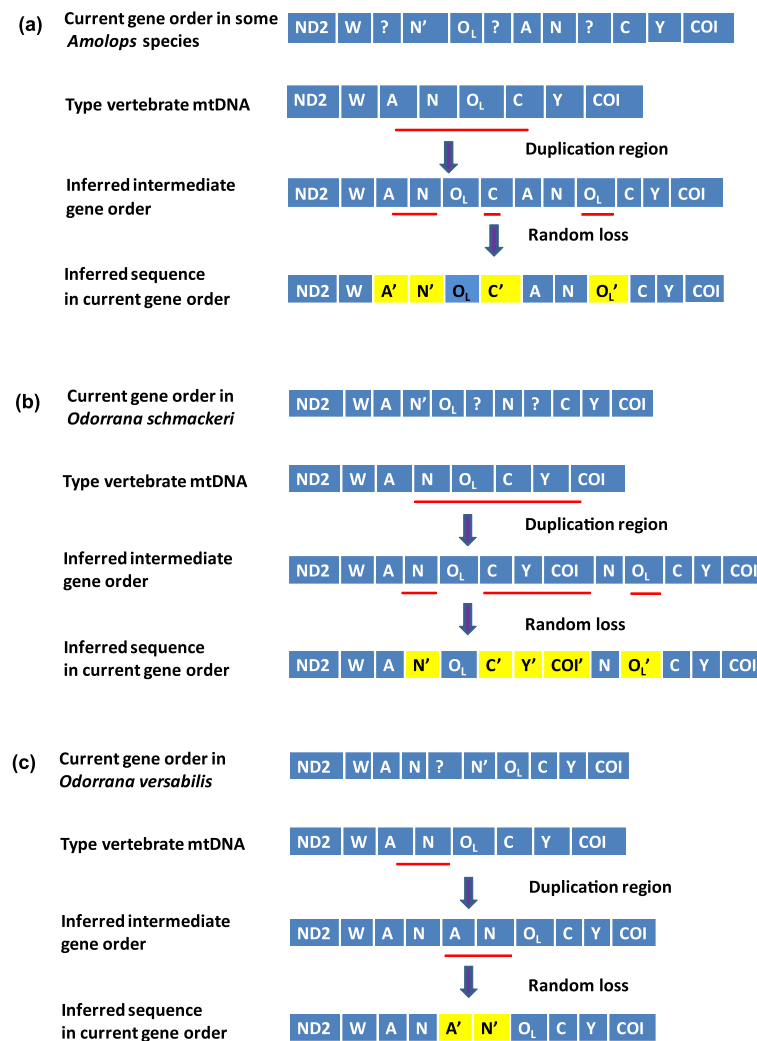 (a)
Current gene order in some
Amolops species
ND2 W ? N' OL ? A N ? C Y COI
Type vertebrate mtDNA
ND2 W A N OL C Y COI
Duplication region
Inferred intermediate
gene order
ND2 W A N OL C A N OL C Y COI
Random loss
Inferred sequence
in current gene order
ND2 W A' N' OL C' A N OL' C Y COI
(b)
Current gene order in
Odorrana schmackeri
ND2 W A N' OL ? N ? C Y COI
Type vertebrate mtDNA
ND2 W A N OL C Y COI
Duplication region
Inferred intermediate
gene order
ND2 W A N OL C Y COI N OL C Y COI
Random loss
Inferred sequence
in current gene order
ND2 W A N' OL C' Y' COI' N OL' C Y COI
(c)
Current gene order in
Odorrana versabilis
ND2 W A N ? N' OL C Y COI
Type vertebrate mtDNA
ND2 W A N OL C Y COI
Duplication region
Inferred intermediate
gene order
ND2 W A N A N OL C Y COI
Random loss
Inferred sequence
in current gene order
ND2 W A N A' N' OL C Y COI